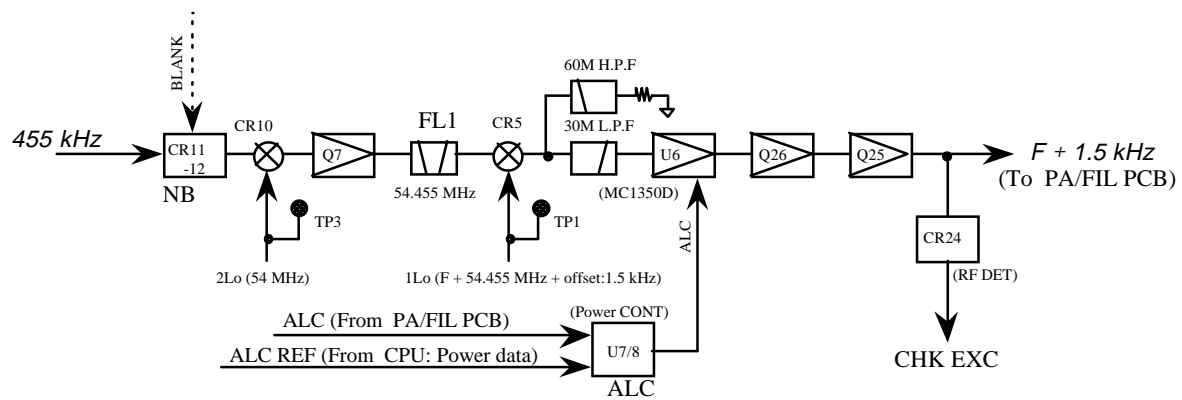 BLANK
60M H.P.F
455 kHz
CR11
-12
NB
CR10
Q7
FL1
54.455 MHz
CR5
30M L.P.F
U6
(MC1350D)
Q26
Q25
F + 1.5 kHz
(To PA/FIL PCB)
TP3
TP1
ALC
CR24
(RF DET)
2Lo (54 MHz)
1Lo (F + 54.455 MHz + offset:1.5 kHz)
(Power CONT)
ALC (From PA/FIL PCB)
ALC REF (From CPU: Power data)
U7/8
ALC
CHK EXC